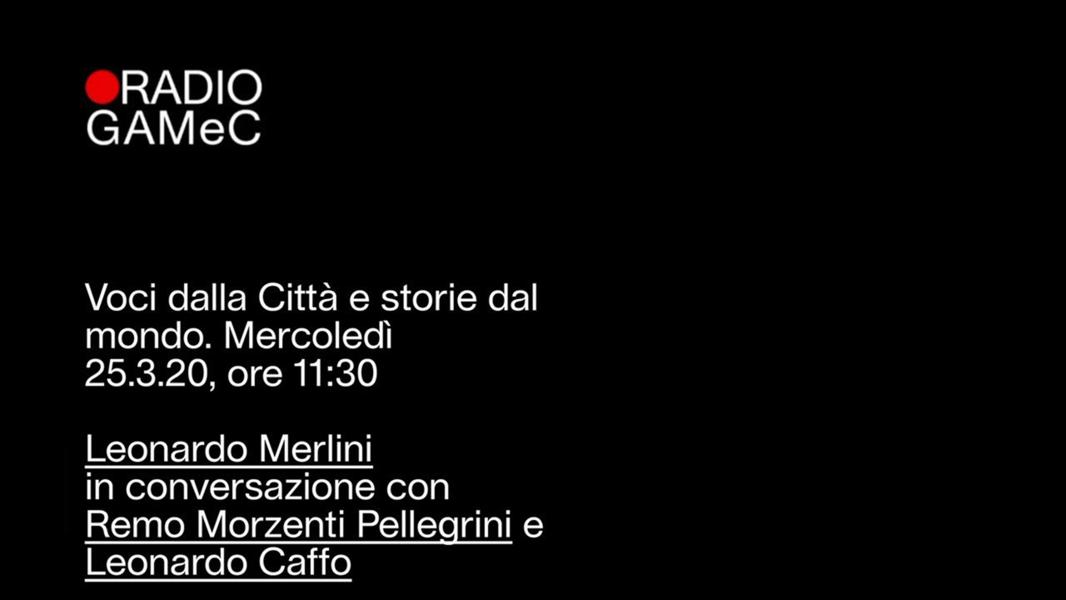 RADIO
GAMeC
Voci dalla Città e storie dal
mondo. Mercoledì
25.3.20, ore 11:30
Leonardo Merlini
in conversazione con
Remo Morzenti Pellegrini e
Leonardo Caffo